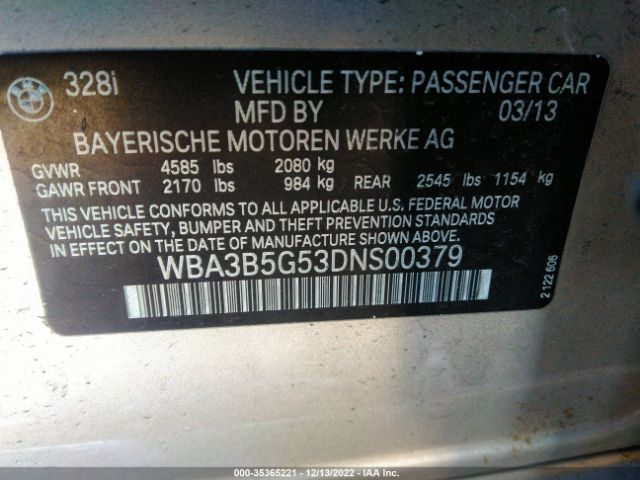 328i VEHICLE TYPE: PASSENGER CAR
MFD BY 03/13
BAYERISCHE MOTOREN WERKE AG
GVWR 4585 lbs 2080 kg
GAWR FRONT 2170 lbs 984 kg REAR 2545 lbs 1154 kg
THIS VEHICLE CONFORMS TO ALL APPLICABLE U.S. FEDERAL MOTOR
VEHICLE SAFETY, BUMPER AND THEFT PREVENTION STANDARDS
IN EFFECT ON THE DATE OF MANUFACTURE SHOWN ABOVE.
WBA3B5G53DNS00379
2 122 606
000-35365221 - 12/13/2022 - IAA Inc.